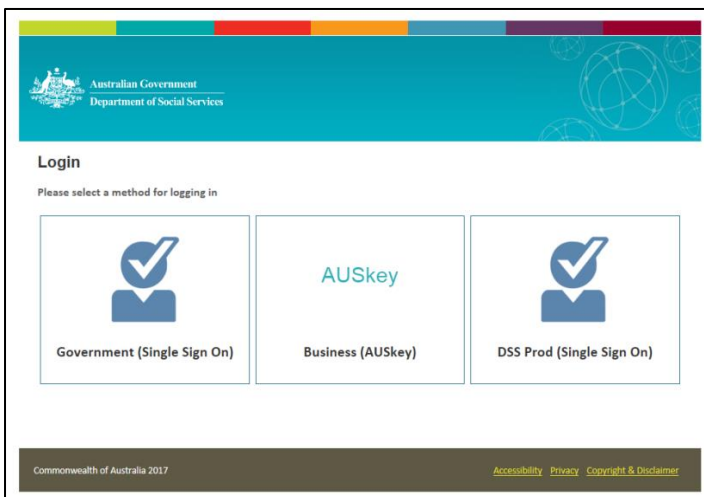 Australian Government
Department of Social Services
Login
Please select a method for logging in
AUSkey
Government (Single Sign On)
Business (AUSkey)
DSS Prod (Single Sign On)
Commonwealth of Australia 2017
Accessibility Privacy Copyright & Disclaimer